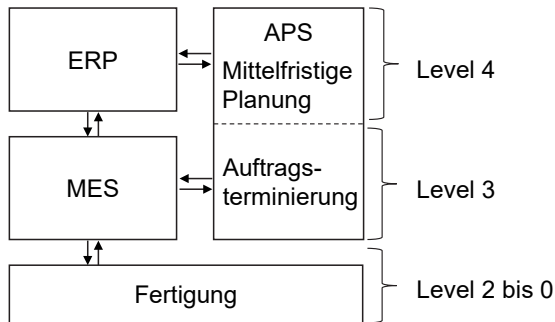 ERP
APS
Mittelfristige
Planung
Level 4
MES
Auftrags-
terminierung
Level 3
Fertigung
Level 2 bis 0